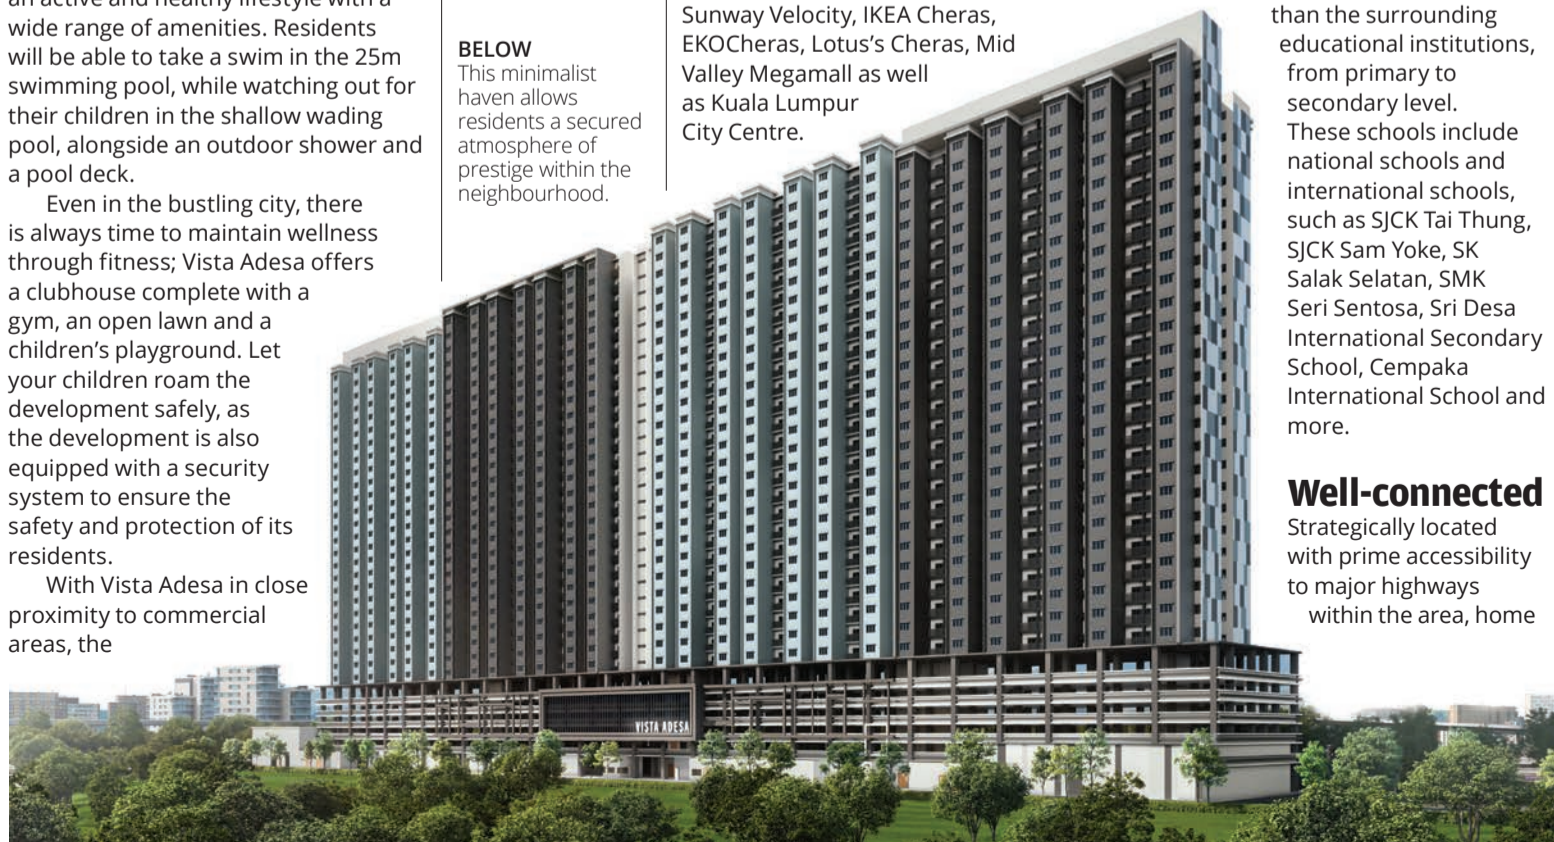 an active and healthy lifestyle with a
wide range of amenities. Residents
will be able to take a swim in the 25m
swimming pool, while watching out for
their children in the shallow wading
pool, alongside an outdoor shower and
a pool deck.
Even in the bustling city, there
is always time to maintain wellness
through fitness; Vista Adesa offers
a clubhouse complete with a
gym, an open lawn and a
children’s playground. Let
your children roam the
development safely, as
the development is also
equipped with a security
system to ensure the
safety and protection of its
residents.
With Vista Adesa in close
proximity to commercial
areas, the
BELOW
This minimalist
haven allows
residents a secured
atmosphere of
prestige within the
neighbourhood.
Sunway Velocity, IKEA Cheras,
EKOCheras, Lotus’s Cheras, Mid
Valley Megamall as well
as Kuala Lumpur
City Centre.
than the surrounding
educational institutions,
from primary to
secondary level.
These schools include
national schools and
international schools,
such as SJCK Tai Thung,
SJCK Sam Yoke, SK
Salak Selatan, SMK
Seri Sentosa, Sri Desa
International Secondary
School, Cempaka
International School and
more.
Well-connected
Strategically located
with prime accessibility
to major highways
within the area, home
VISTA ADESA